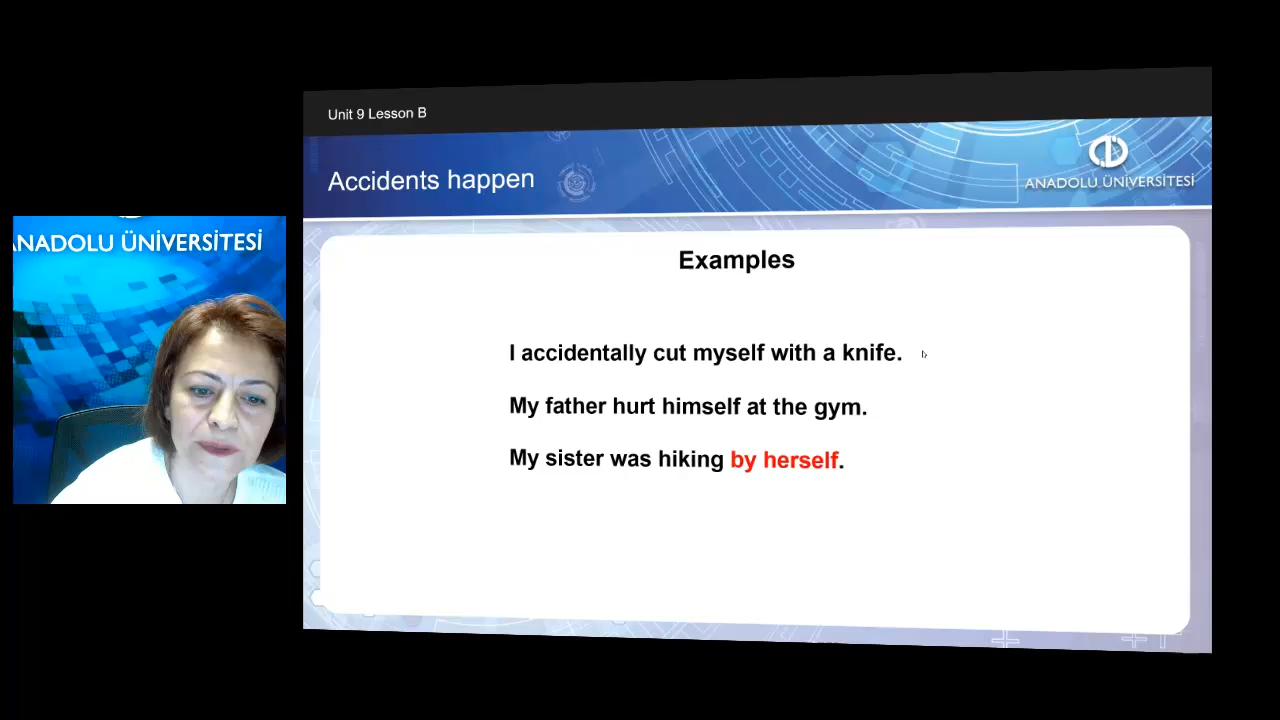 Unit 9 Lesson B
Accidents happen
ANADOLU ÜNİVERSİTESİ
ANADOLU ÜNİVERSİTESİ
Examples
I accidentally cut myself with a knife.
My father hurt himself at the gym.
My sister was hiking by herself.